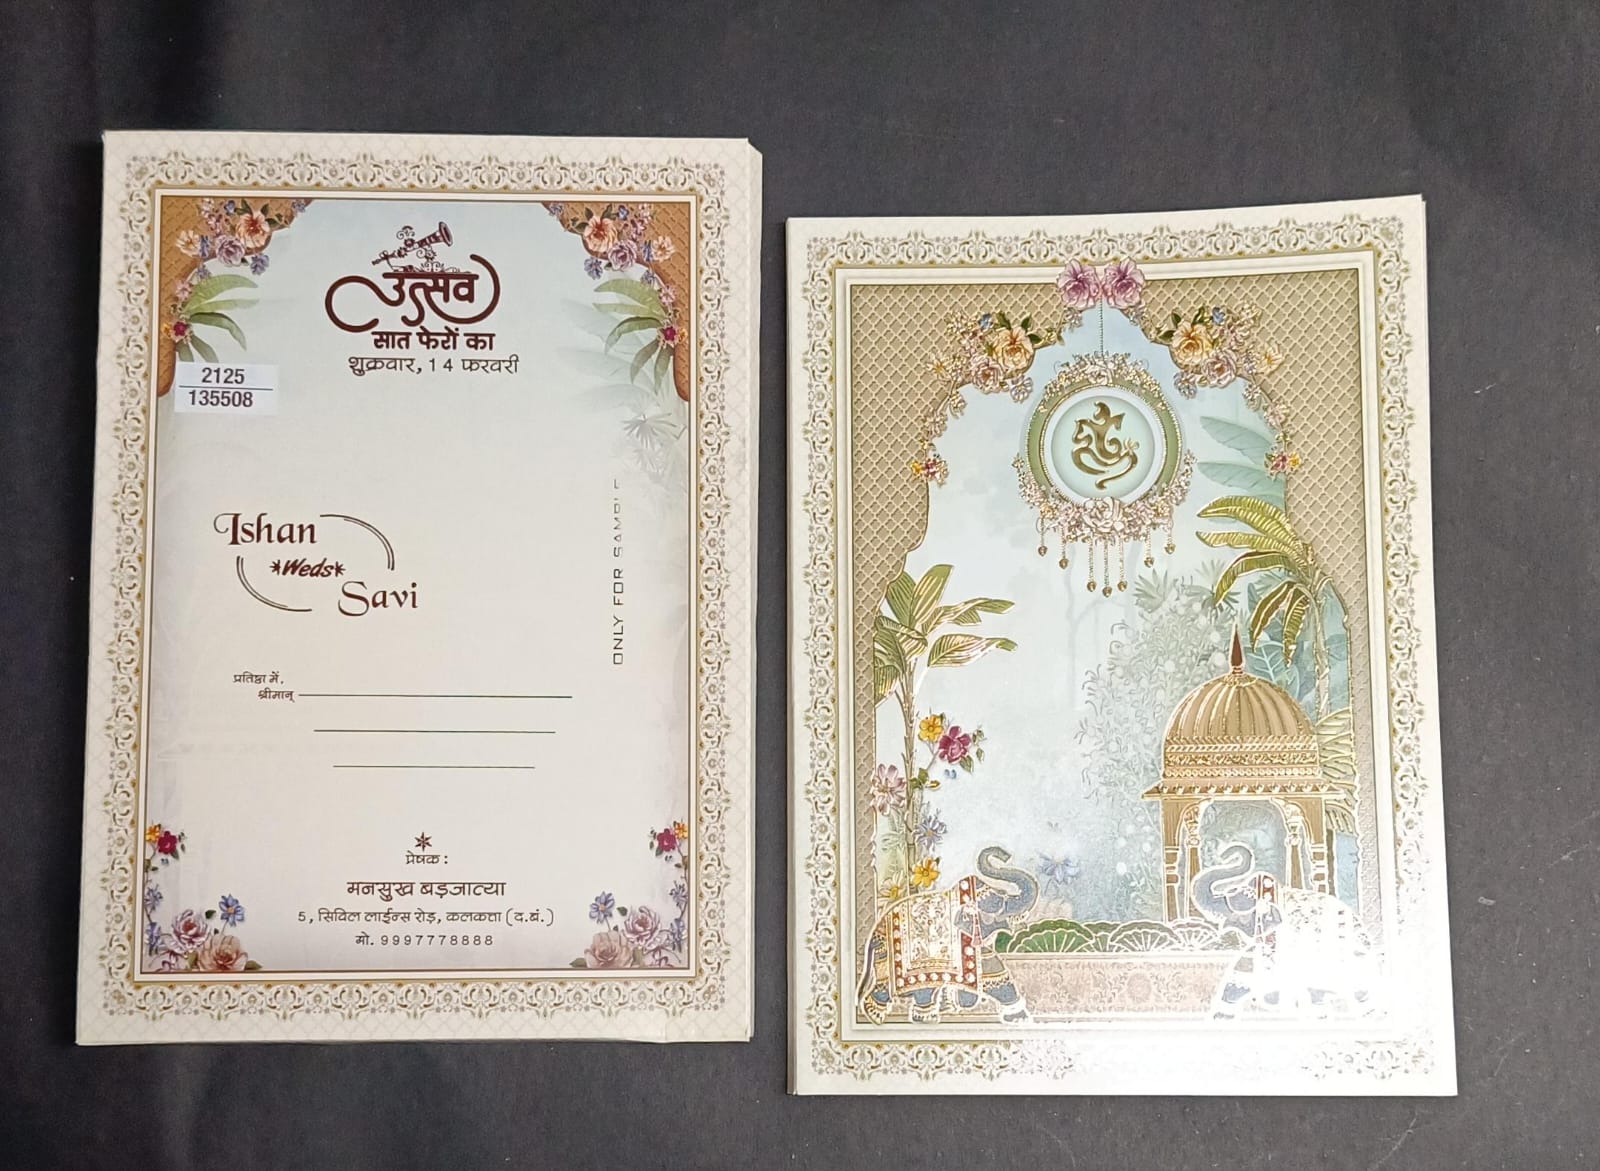 उत्सव
सात फेरों का
शुक्रवार, 14 फरवरी
2125
135508
Ishan
Weds
Savi
ONLY FOR SAMPLE
प्रतिष्ठा में,
श्रीमान्
प्रेषक :
मनसुख बड़जात्या
5, सिविल लाईन्स रोड़, कलकत्ता (द.बं.)
मो. 9997778888